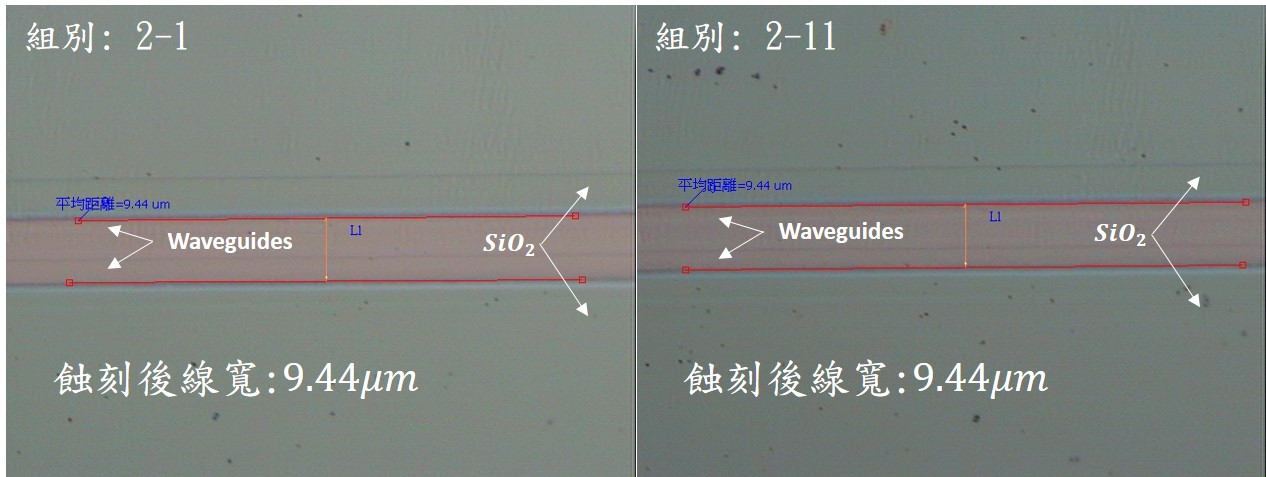 組別: 2-1
平均距離=9.44 um
L1
Waveguides
SiO2
蝕刻後線寬:9.44μm
組別: 2-11
平均距離=9.44 um
L1
Waveguides
SiO2
蝕刻後線寬:9.44μm